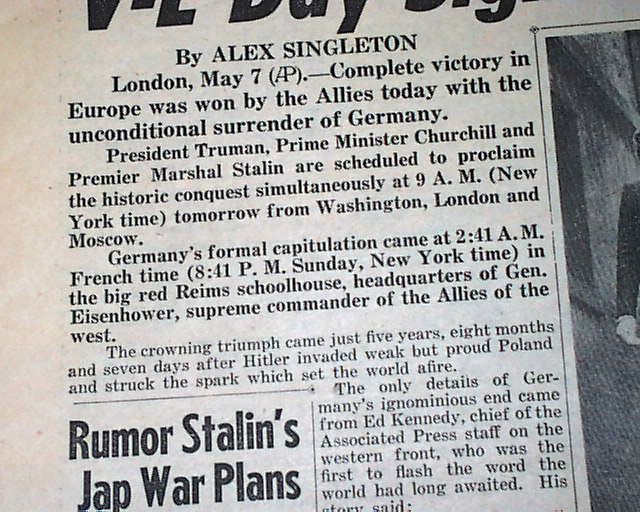 V-E Day
By ALEX SINGLETON
London, May 7 (AP).—Complete victory in
Europe was won by the Allies today with the
unconditional surrender of Germany.
President Truman, Prime Minister Churchill and
Premier Marshal Stalin are scheduled to proclaim
the historic conquest simultaneously at 9 A. M. (New
York time) tomorrow from Washington, London and
Moscow.
Germany's formal capitulation came at 2:41 A. M.
French time (8:41 P. M. Sunday, New York time) in
the big red Reims schoolhouse, headquarters of Gen.
Eisenhower, supreme commander of the Allies of the
west.
The crowning triumph came just five years, eight months
and seven days after Hitler invaded weak but proud Poland
and struck the spark which set the world afire.
Rumor Stalin's
Jap War Plans
The only details of Ger-
many's ignominious end came
from Ed Kennedy, chief of the
Associated Press staff on the
western front, who was the
first to flash the word the
world had long awaited. His
story said: